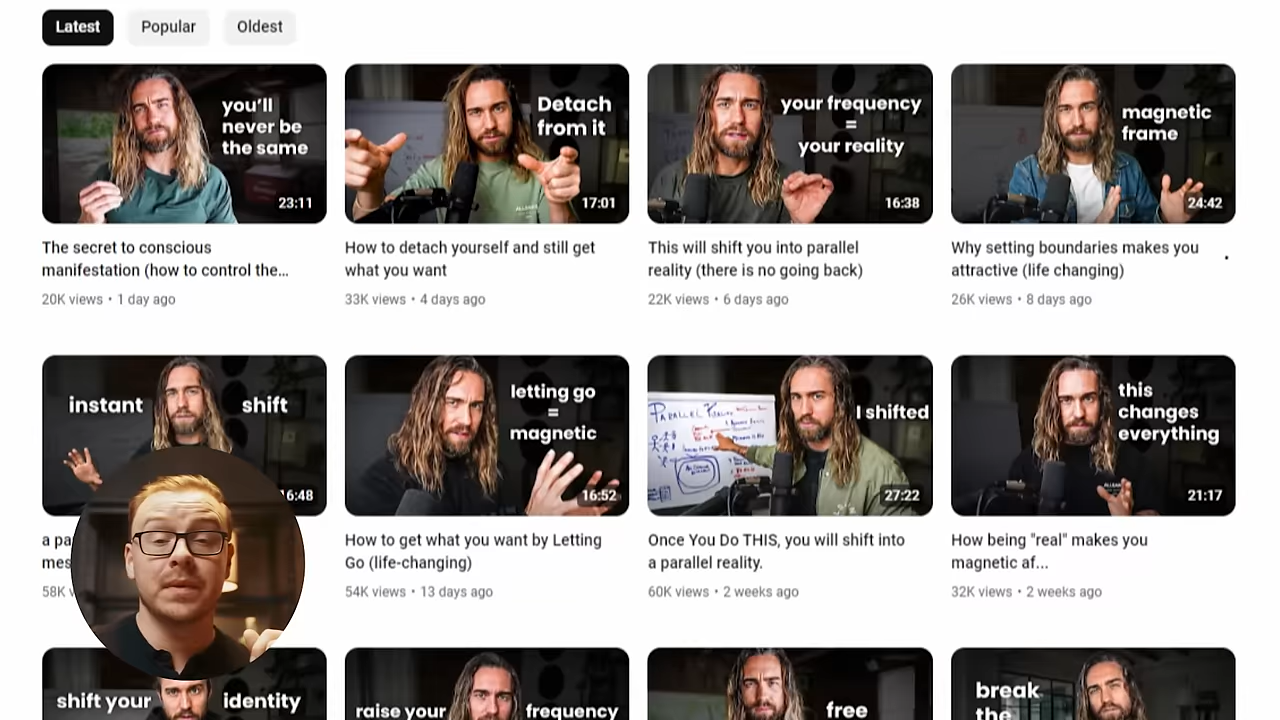 Latest
Popular
Oldest
you'll
never be
the same
23:11
Detach
from it
17:01
your frequency
=
your reality
16:38
magnetic
frame
24:42
The secret to conscious
manifestation (how to control the...
20K views • 1 day ago
How to detach yourself and still get
what you want
33K views • 4 days ago
This will shift you into parallel
reality (there is no going back)
22K views • 6 days ago
Why setting boundaries makes you
attractive (life changing)
26K views • 8 days ago
instant shift
16:48
letting go
=
magnetic
16:52
PARALLEL REALITY
I shifted
27:22
this
changes
everything
21:17
a pa
mes
58K v
How to get what you want by Letting
Go (life-changing)
54K views • 13 days ago
Once You Do THIS, you will shift into
a parallel reality.
60K views • 2 weeks ago
How being "real" makes you
magnetic af...
32K views • 2 weeks ago
shift your identity
raise your frequency
free
break
the